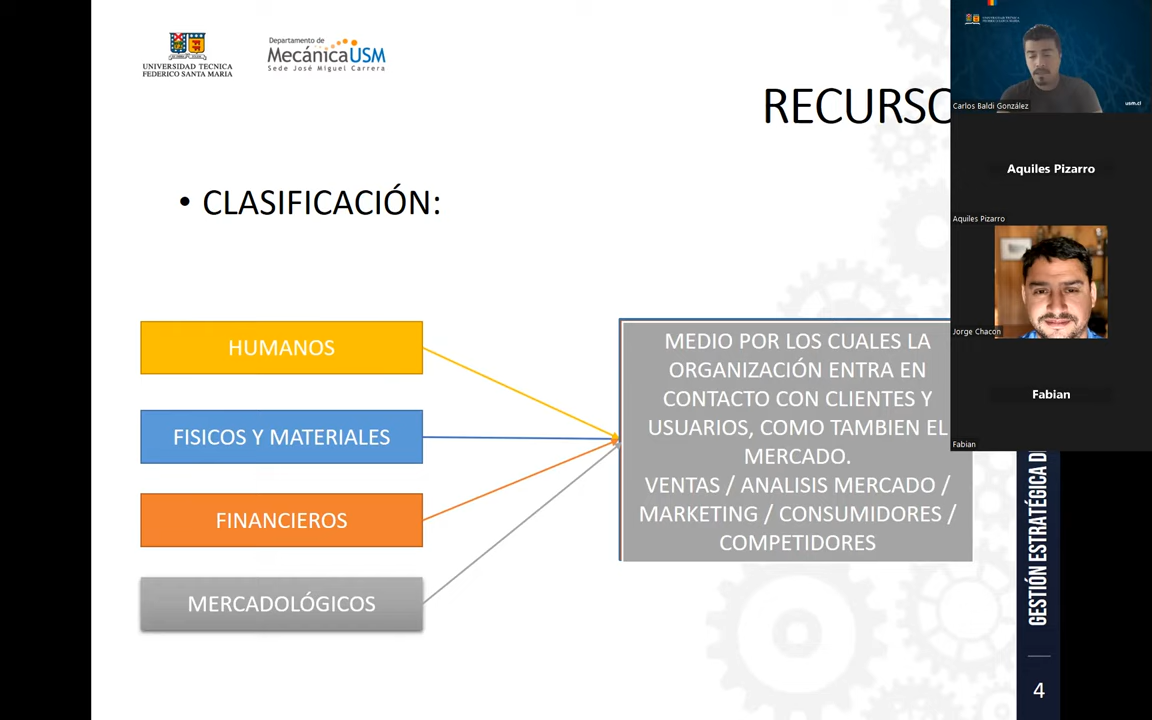 UNIVERSIDAD TECNICA
FEDERICO SANTA MARIA
Departamento de
MecánicaUSM
Sede José Miguel Carrera
RECURSO
• CLASIFICACIÓN:
HUMANOS
FISICOS Y MATERIALES
FINANCIEROS
MERCADOLÓGICOS
MEDIO POR LOS CUALES LA
ORGANIZACIÓN ENTRA EN
CONTACTO CON CLIENTES Y
USUARIOS, COMO TAMBIEN EL
MERCADO.
VENTAS / ANALISIS MERCADO /
MARKETING / CONSUMIDORES /
COMPETIDORES
Carlos Baldi González
usm.cl
Aquiles Pizarro
Aquiles Pizarro
Jorge Chacon
Fabian
Fabian
GESTIÓN ESTRATÉGICA D
4